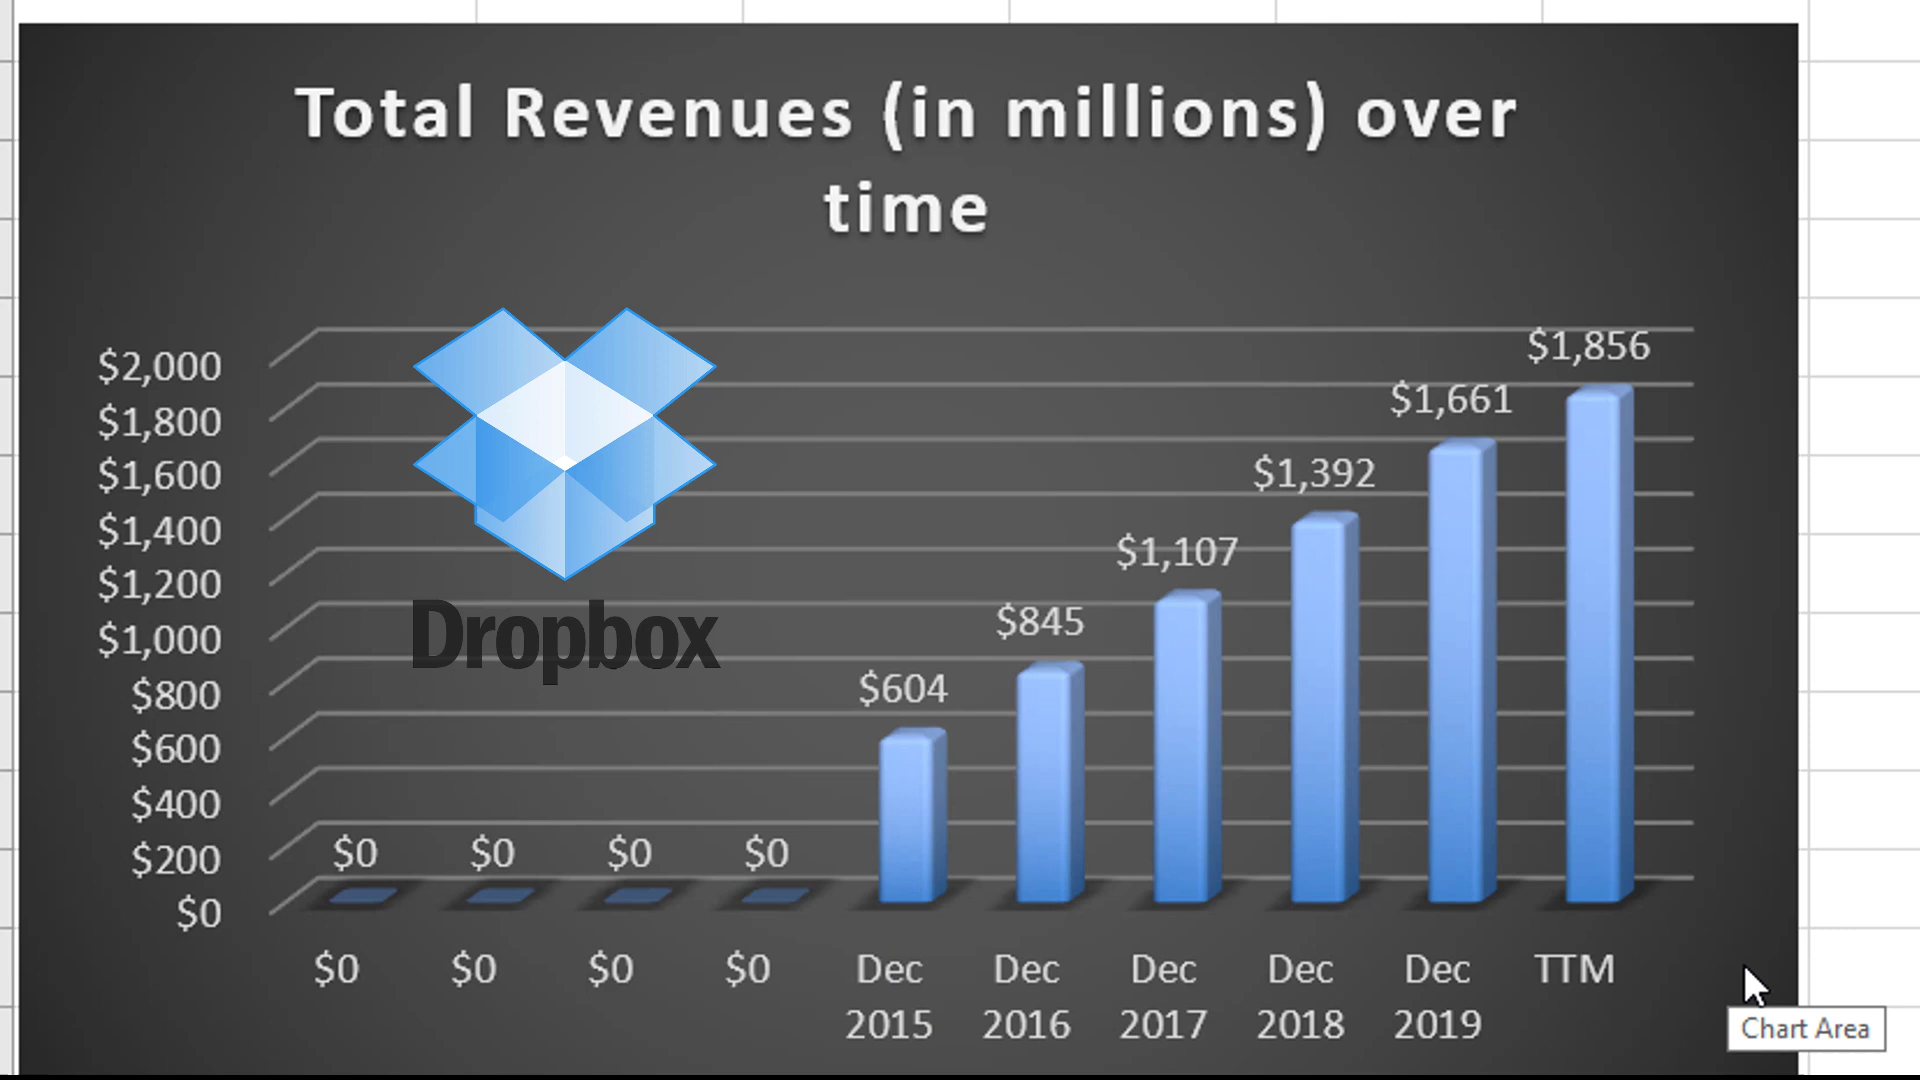 Total Revenues (in millions) over
time
$2,000
$1,800
$1,600
$1,400
$1,200
$1,000
$800
$600
$400
$200
$0
Dropbox
$0 $0 $0 $0 $604 $845 $1,107 $1,392 $1,661 $1,856
$0 $0 $0 $0 Dec Dec Dec Dec Dec TTM
2015 2016 2017 2018 2019
Chart Area